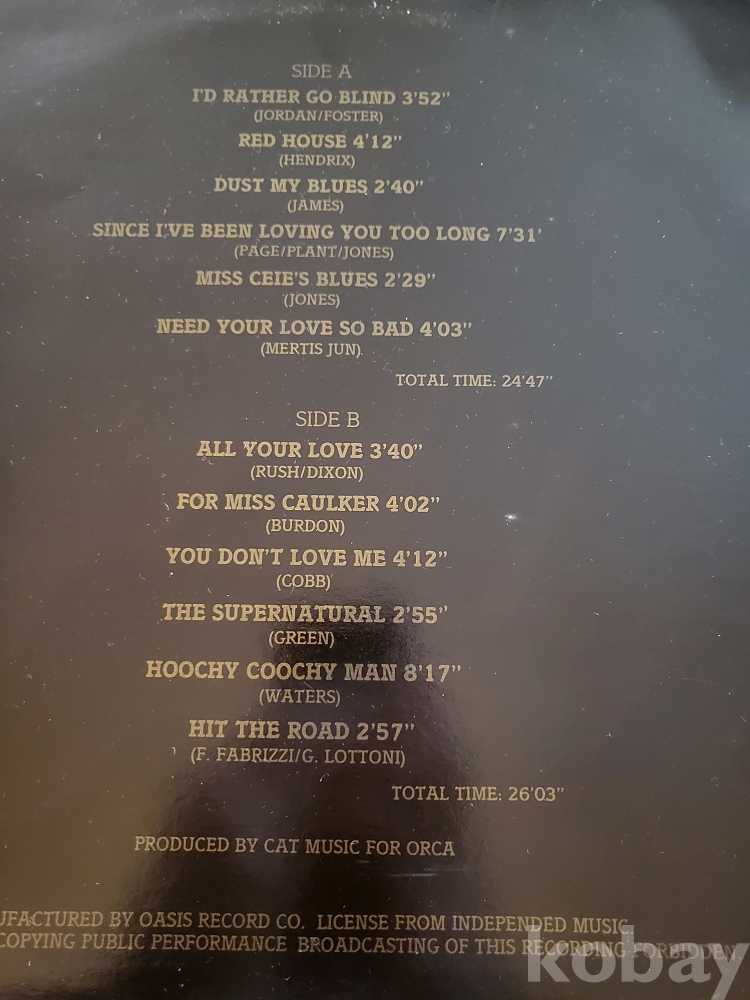 SIDE A
I'D RATHER GO BLIND 3'52"
(JORDAN/FOSTER)
RED HOUSE 4'12"
(HENDRIX)
DUST MY BLUES 2'40"
(JAMES)
SINCE I'VE BEEN LOVING YOU TOO LONG 7'31'
(PAGE/PLANT/JONES)
MISS CEIE'S BLUES 2'29"
(JONES)
NEED YOUR LOVE SO BAD 4'03"
(MERTIS JUN)
TOTAL TIME: 24'47"
SIDE B
ALL YOUR LOVE 3'40"
(RUSH/DIXON)
FOR MISS CAULKER 4'02"
(BURDON)
YOU DON'T LOVE ME 4'12"
(COBB)
THE SUPERNATURAL 2'55"
(GREEN)
HOOCHY COOCHY MAN 8'17"
(WATERS)
HIT THE ROAD 2'57"
(F. FABRIZZI/G. LOTTONI)
TOTAL TIME: 26'03"
PRODUCED BY CAT MUSIC FOR ORCA
UFACTURED BY OASIS RECORD CO. LICENSE FROM INDEPENDED MUSIC
COPYING PUBLIC PERFORMANCE BROADCASTING OF THIS RECORDING FORBIDDEN.
kobay